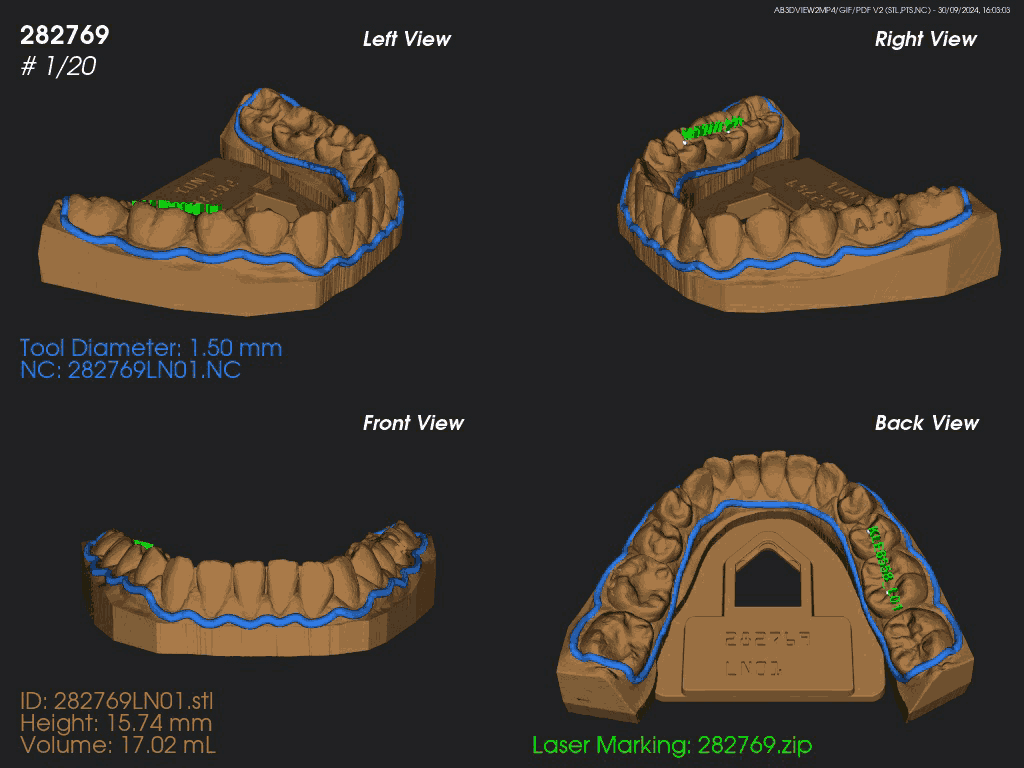 AB3DVIEW2MP4/GIF/PDF V2 (STL,PTS,NC) - 30/09/2024, 16:03:03
282769
# 1/20
Left View
Right View
Tool Diameter: 1.50 mm
NC: 282769LN01.NC
Front View
Back View
282769
LN01
ID: 282769LN01.stl
Height: 15.74 mm
Volume: 17.02 mL
Laser Marking: 282769.zip